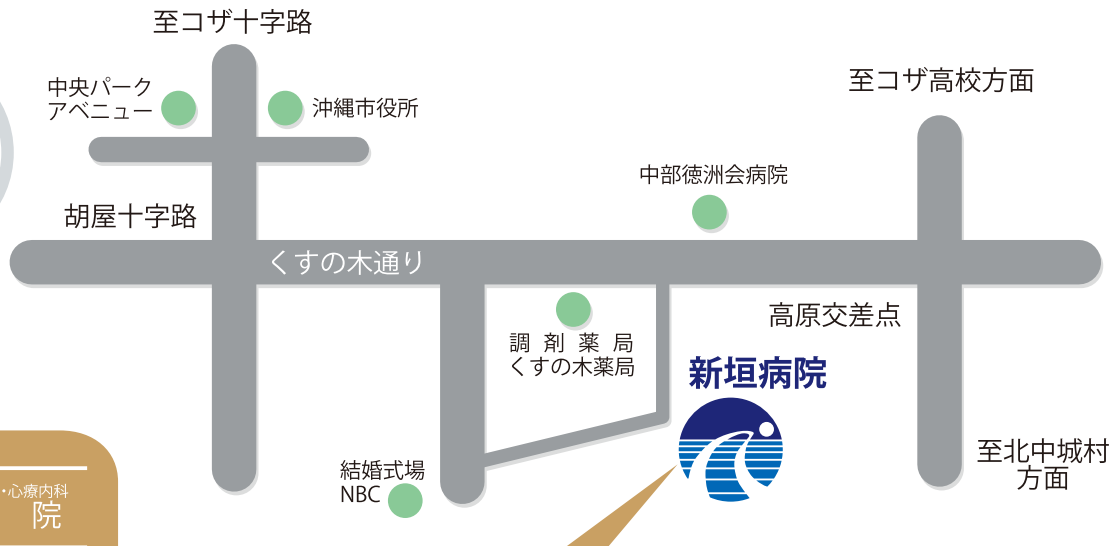 至コザ十字路
至コザ高校方面
中央パーク
アベニュー
沖縄市役所
中部徳洲会病院
胡屋十字路
くすの木通り
高原交差点
調剤薬局
くすの木薬局
新垣病院
至北中城村
方面
結婚式場
NBC
・心療内科
院